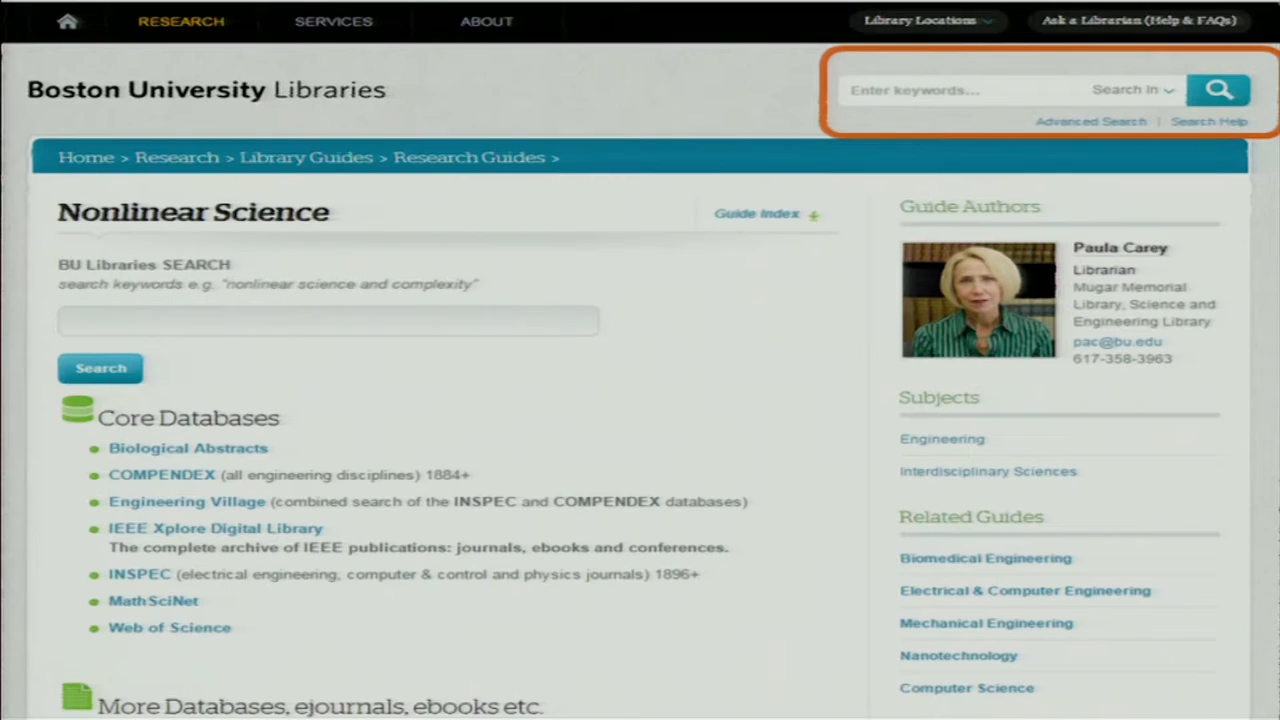 RESEARCH SERVICES ABOUT Library Locations Ask a Librarian (Help & FAQs)
Boston University Libraries
Enter keywords... Search In
Advanced Search | Search Help
Home > Research > Library Guides > Research Guides >
Nonlinear Science
Guide Index
BU Libraries SEARCH
search keywords e.g. "nonlinear science and complexity"
Search
Core Databases
Biological Abstracts
COMPENDEX (all engineering disciplines) 1884+
Engineering Village (combined search of the INSPEC and COMPENDEX databases)
IEEE Xplore Digital Library
The complete archive of IEEE publications: journals, ebooks and conferences.
INSPEC (electrical engineering, computer & control and physics journals) 1896+
MathSciNet
Web of Science
More Databases, ejournals, ebooks etc.
Guide Authors
Paula Carey
Librarian
Mugar Memorial
Library, Science and
Engineering Library
pac@bu.edu
617-358-3963
Subjects
Engineering
Interdisciplinary Sciences
Related Guides
Biomedical Engineering
Electrical & Computer Engineering
Mechanical Engineering
Nanotechnology
Computer Science